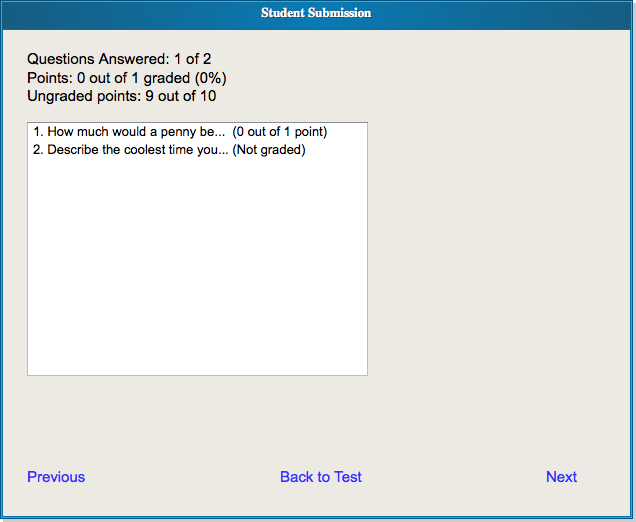 Student Submission
Questions Answered: 1 of 2
Points: 0 out of 1 graded (0%)
Ungraded points: 9 out of 10
1. How much would a penny be... (0 out of 1 point)
2. Describe the coolest time you... (Not graded)
Previous Back to Test Next